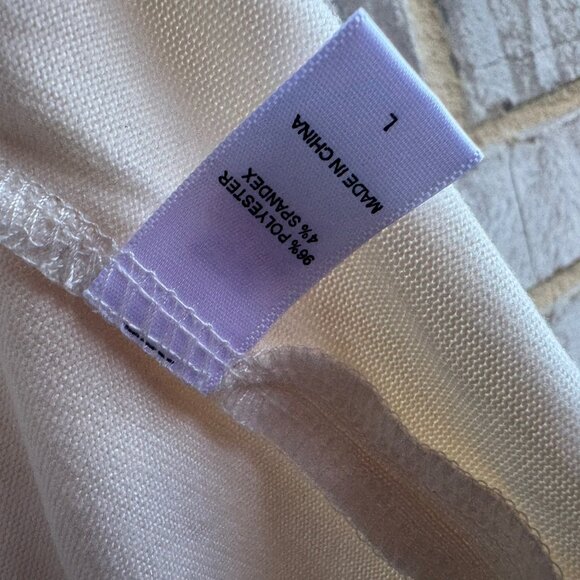 L
MADE IN CHINA
96% POLYESTER
4% SPANDEX